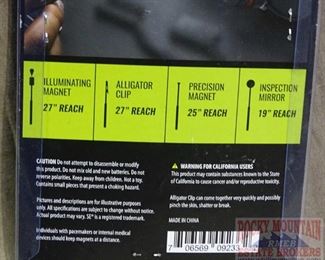 ILLUMINATING
MAGNET
27" REACH
ALLIGATOR
CLIP
27" REACH
PRECISION
MAGNET
25" REACH
INSPECTION
MIRROR
19" REACH
CAUTION Do not attempt to disassemble or modify
this product. Do not mix old and new batteries. Do not
reverse polarities. Keep away from children. Not a toy.
Contains small pieces that present a choking hazard.
Pictures and descriptions are for illustrative purposes
only. All specifications are subject to change without notice.
Actual product may vary. SE® is a registered trademark.
Individuals with pacemakers or internal medical
devices should keep magnets at a distance.
⚠ WARNING FOR CALIFORNIA USERS
This product may contain substances known to the State
of California to cause cancer and/or reproductive toxicity.
Alligator Clip can come together very quickly and possibly
pinch the skin, shatter or break.
MADE IN CHINA
7 06569 09233
ROCKY MOUNTAIN
RMEB
ESTATE BROKERS